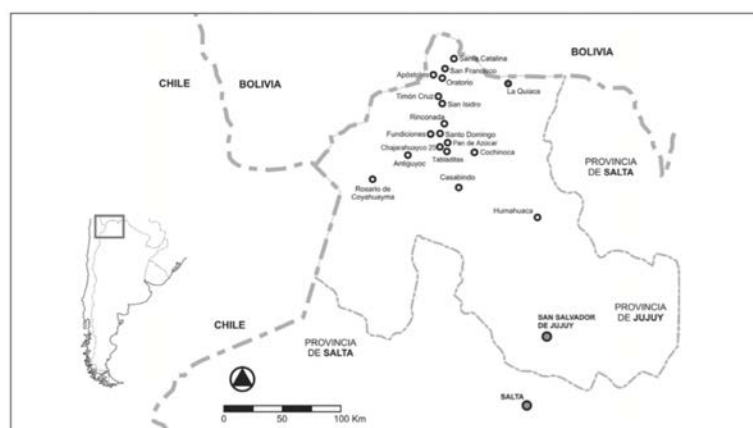 Santa Catalina
BOLIVIA
San Francisco
CHILE
BOLIVIA
Apóstoles
Oratorio
La Quiaca
Timón Cruz
San Isidro
Rinconada
Fundiciones
Santo Domingo
Pan de Azúcar
Chajarahuayco 25
Tabladitas
Cochinoca
Antiguyoc
PROVINCIA
DE SALTA
Rosario de
Coyahuayma
Casabindo
Humahuaca
CHILE
PROVINCIA
DE SALTA
SAN SALVADOR
DE JUJUY
PROVINCIA
DE JUJUY
SALTA
0
50
100 Km